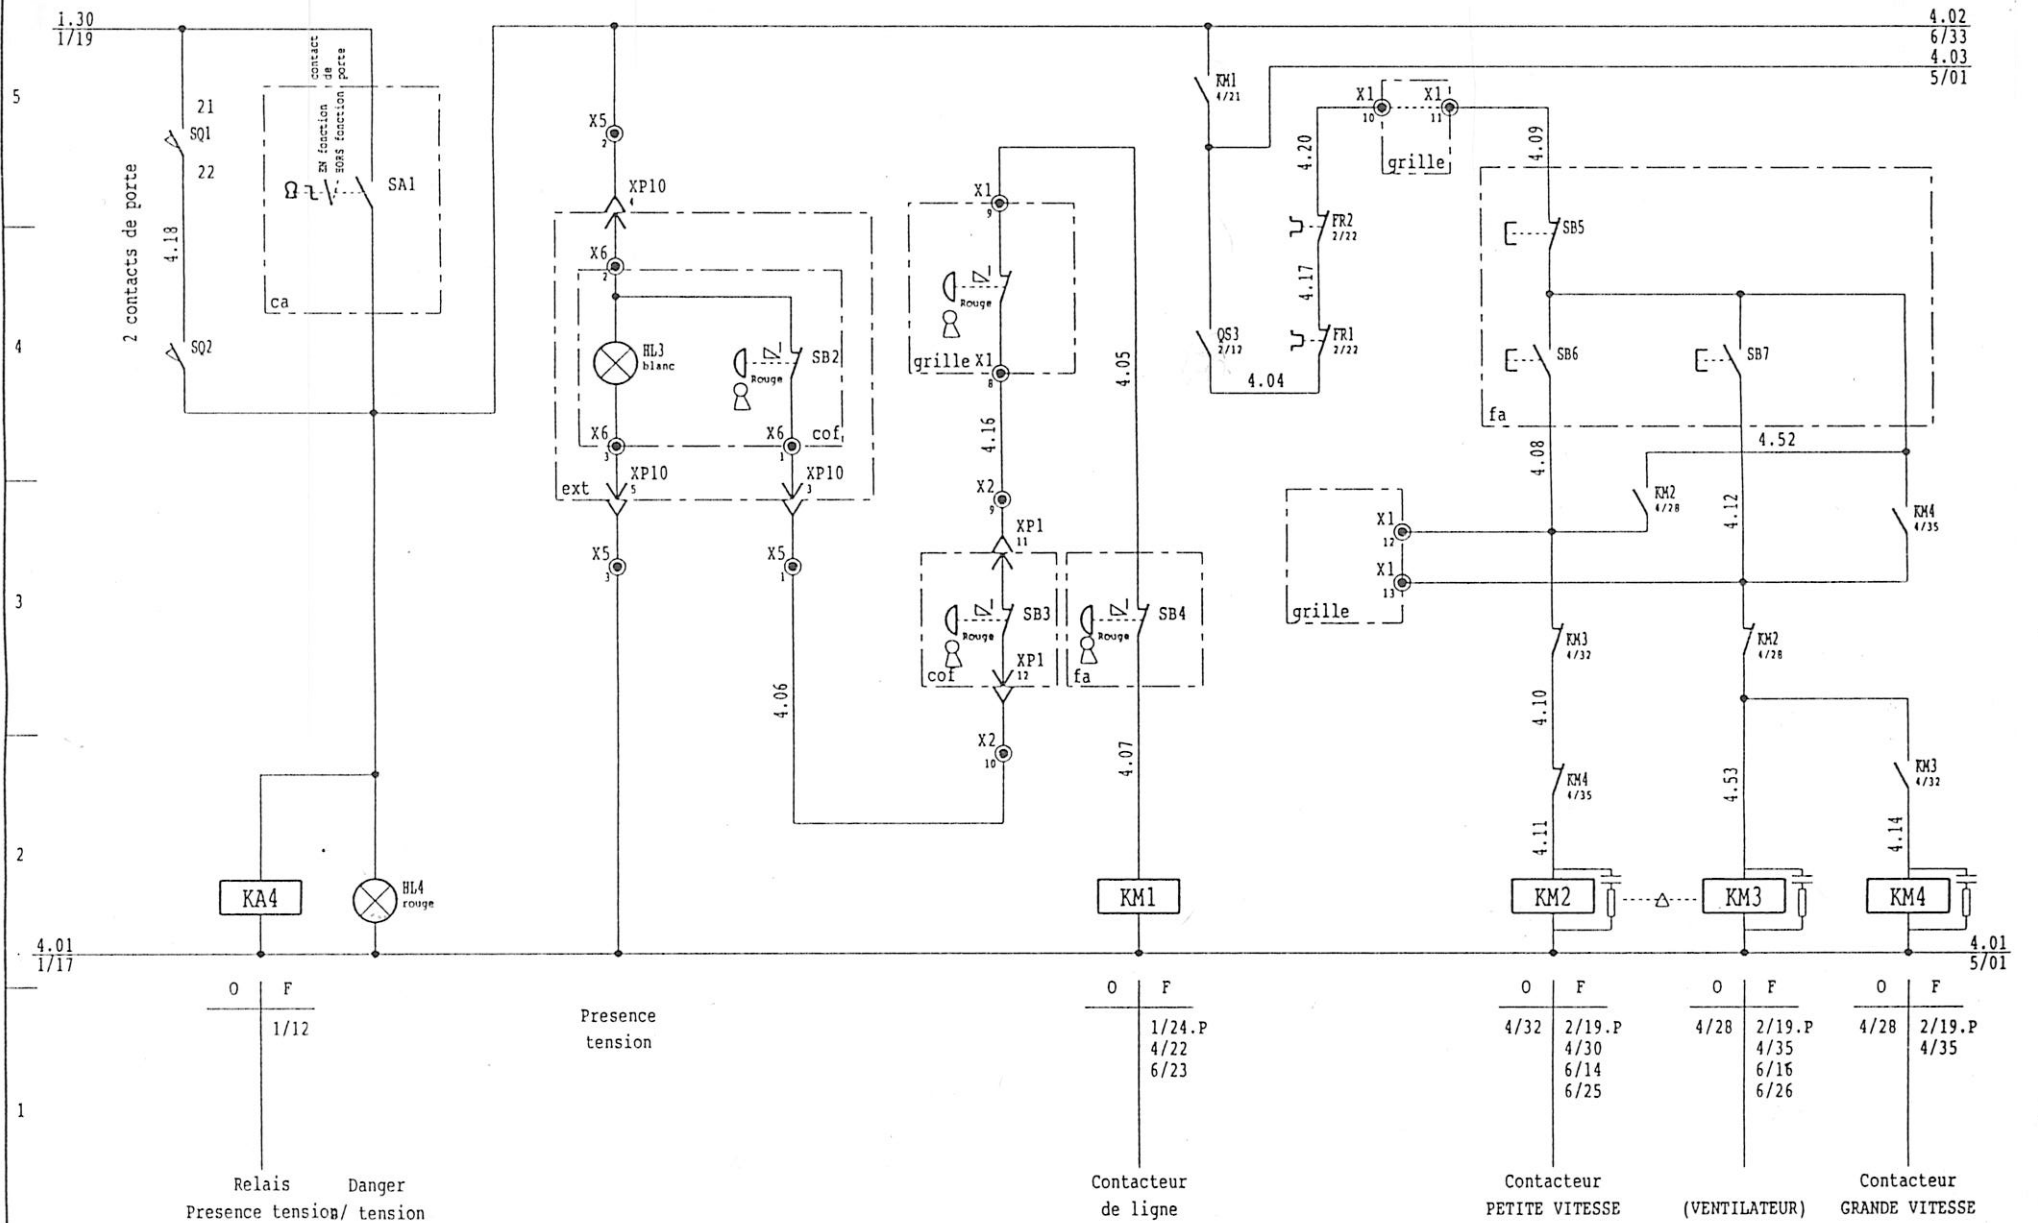 1.30
1/19
4.02
6/33
4.03
5/01
5
4
3
2
1
2 contacts de porte
21
SQ1
22
4.18
SQ2
contact
de
porte
EN fonction
HORS fonction
SA1
ca
X5
2
XP10
4
X6
2
HL3
blanc
Rouge
SB2
X6
3
X6
1
cof
XP10
5
XP10
3
ext
X5
3
X5
1
4.06
X1
9
Rouge
grille
X1
8
4.16
X2
9
XP1
11
SB3
Rouge
XP1
12
cof
X2
10
4.05
SB4
Rouge
fa
4.07
KM1
4/21
QS3
2/12
4.04
4.20
FR2
2/22
4.17
FR1
2/22
X1
10
X1
11
grille
4.09
SB5
SB6
SB7
fa
4.08
4.52
4.12
KM2
4/28
KM4
4/35
X1
12
X1
13
grille
KM3
4/32
KM2
4/28
4.10
4.53
KM4
4/35
KM3
4/32
4.11
4.14
KA4
HL4
rouge
KM1
KM2
KM3
KM4
4.01
1/17
4.01
5/01
O F
1/12
Presence
tension
O F
1/24.P
4/22
6/23
O F
4/32 2/19.P
4/30
6/14
6/25
O F
4/28 2/19.P
4/35
6/16
6/26
O F
4/28 2/19.P
4/35
Relais
Presence tension
Danger
s/ tension
Contacteur
de ligne
Contacteur
PETITE VITESSE
(VENTILATEUR)
Contacteur
GRANDE VITESSE